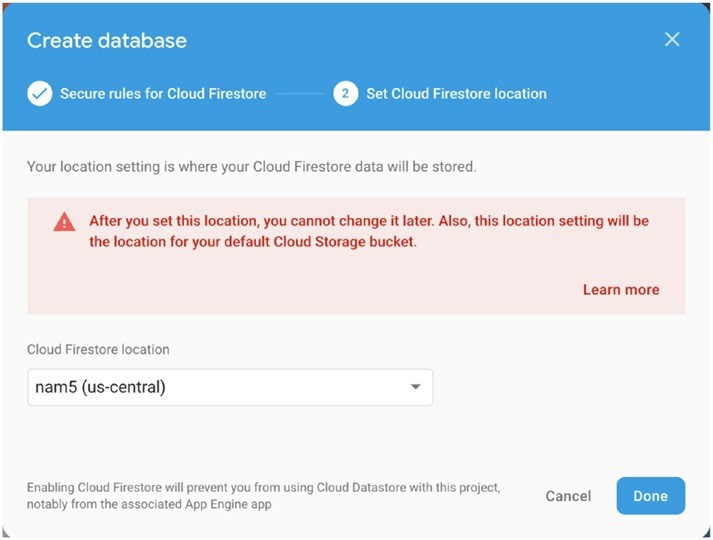 Create database
Secure rules for Cloud Firestore
2 Set Cloud Firestore location
Your location setting is where your Cloud Firestore data will be stored.
After you set this location, you cannot change it later. Also, this location setting will be
the location for your default Cloud Storage bucket.
Learn more
Cloud Firestore location
nam5 (us-central)
Enabling Cloud Firestore will prevent you from using Cloud Datastore with this project,
notably from the associated App Engine app
Cancel
Done